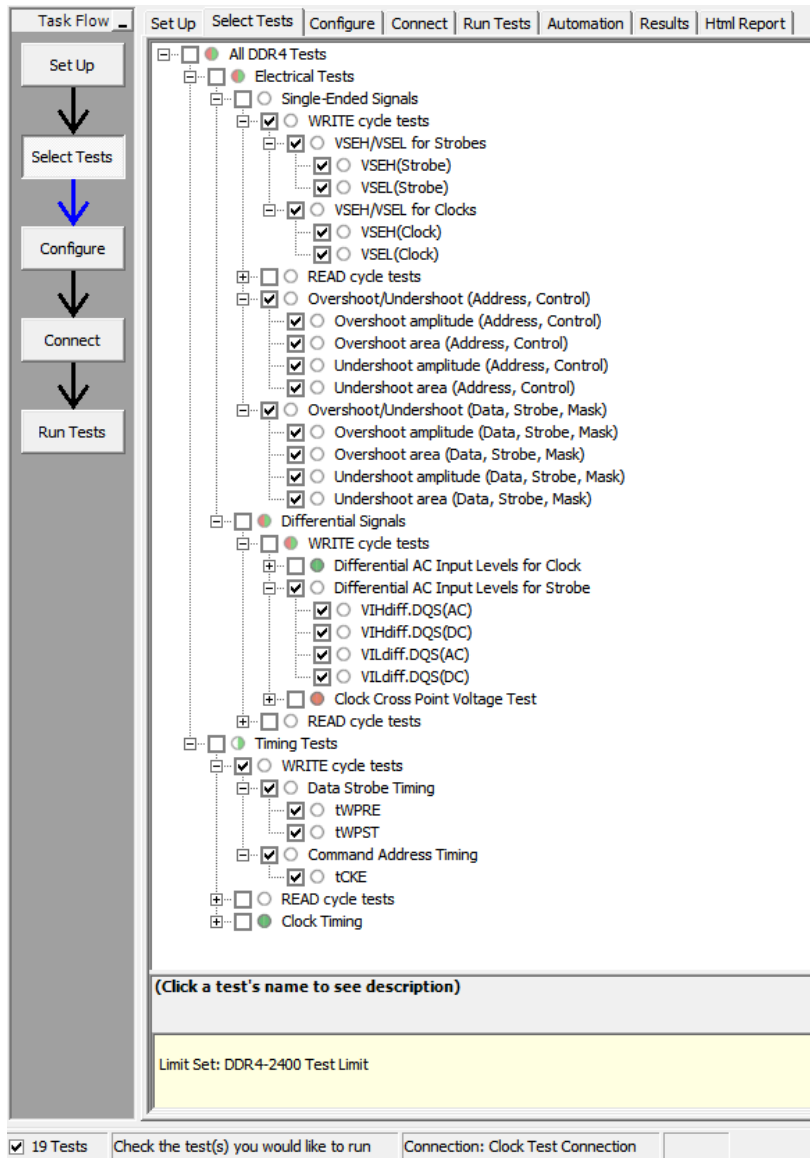 Task Flow
Set Up Select Tests Configure Connect Run Tests Automation Results Html Report
Set Up
Select Tests
Configure
Connect
Run Tests
All DDR4 Tests
Electrical Tests
Single-Ended Signals
WRITE cycle tests
VSEH/VSEL for Strobes
VSEH(Strobe)
VSEL(Strobe)
VSEH/VSEL for Clocks
VSEH(Clock)
VSEL(Clock)
READ cycle tests
Overshoot/Undershoot (Address, Control)
Overshoot amplitude (Address, Control)
Overshoot area (Address, Control)
Undershoot amplitude (Address, Control)
Undershoot area (Address, Control)
Overshoot/Undershoot (Data, Strobe, Mask)
Overshoot amplitude (Data, Strobe, Mask)
Overshoot area (Data, Strobe, Mask)
Undershoot amplitude (Data, Strobe, Mask)
Undershoot area (Data, Strobe, Mask)
Differential Signals
WRITE cycle tests
Differential AC Input Levels for Clock
Differential AC Input Levels for Strobe
VIHdiff.DQS(AC)
VIHdiff.DQS(DC)
VILdiff.DQS(AC)
VILdiff.DQS(DC)
Clock Cross Point Voltage Test
READ cycle tests
Timing Tests
WRITE cycle tests
Data Strobe Timing
tWPRE
tWPST
Command Address Timing
tCKE
READ cycle tests
Clock Timing
(Click a test's name to see description)
Limit Set: DDR4-2400 Test Limit
19 Tests Check the test(s) you would like to run Connection: Clock Test Connection